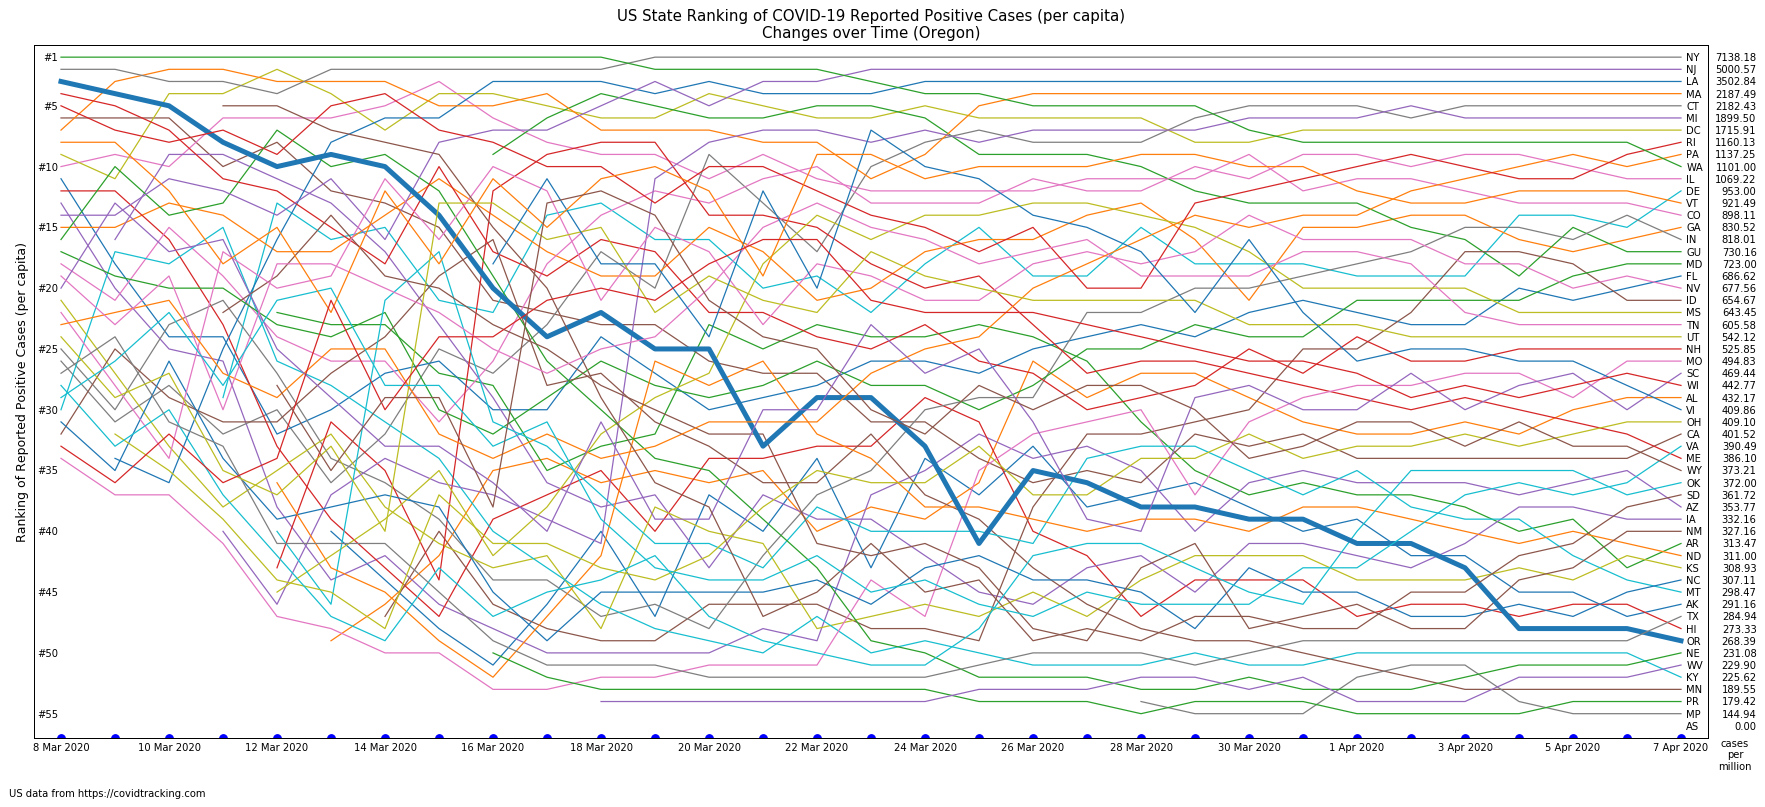 US State Ranking of COVID-19 Reported Positive Cases (per capita)
Changes over Time (Oregon)
Ranking of Reported Positive Cases (per capita)
#1
#5
#10
#15
#20
#25
#30
#35
#40
#45
#50
#55
NY 7138.18
NJ 5000.57
LA 3502.84
MA 2187.49
CT 2182.43
MI 1899.50
DC 1715.91
RI 1160.13
PA 1137.25
WA 1101.00
IL 1069.22
DE 953.00
VT 921.49
CO 898.11
GA 830.52
IN 818.01
GU 730.16
MD 723.00
FL 686.62
NV 677.56
ID 654.67
MS 643.45
TN 605.58
UT 542.12
NH 525.85
MO 494.83
SC 469.44
WI 442.77
AL 432.17
VI 409.86
OH 409.10
CA 401.52
VA 390.49
ME 386.10
WY 373.21
OK 372.00
SD 361.72
AZ 353.77
IA 332.16
NM 327.16
AR 313.47
ND 311.00
KS 308.93
NC 307.11
MT 298.47
AK 291.16
TX 284.94
HI 273.33
OR 268.39
NE 231.08
WV 229.90
KY 225.62
MN 189.55
PR 179.42
MP 144.94
AS 0.00
8 Mar 2020 10 Mar 2020 12 Mar 2020 14 Mar 2020 16 Mar 2020 18 Mar 2020 20 Mar 2020 22 Mar 2020 24 Mar 2020 26 Mar 2020 28 Mar 2020 30 Mar 2020 1 Apr 2020 3 Apr 2020 5 Apr 2020 7 Apr 2020
cases
per
million
US data from https://covidtracking.com